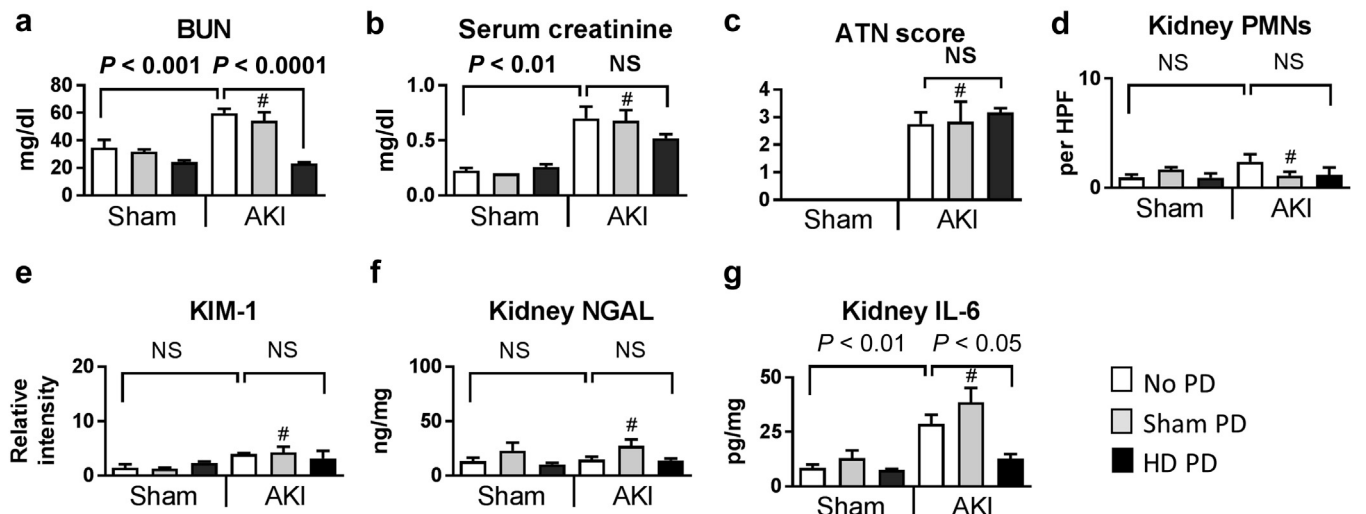 a
BUN
P < 0.001 P < 0.0001
80
60
40
20
0
mg/dl
#
Sham AKI
b
Serum creatinine
P < 0.01 NS
1.0
0.5
0.0
mg/dl
#
Sham AKI
c
ATN score
NS
4
3
2
1
0
#
Sham AKI
d
Kidney PMNs
NS NS
10
0
per HPF
#
Sham AKI
e
KIM-1
NS NS
20
10
0
Relative
intensity
#
Sham AKI
f
Kidney NGAL
NS NS
100
50
0
ng/mg
#
Sham AKI
g
Kidney IL-6
P < 0.01 P < 0.05
50
25
0
pg/mg
#
Sham AKI
No PD
Sham PD
HD PD